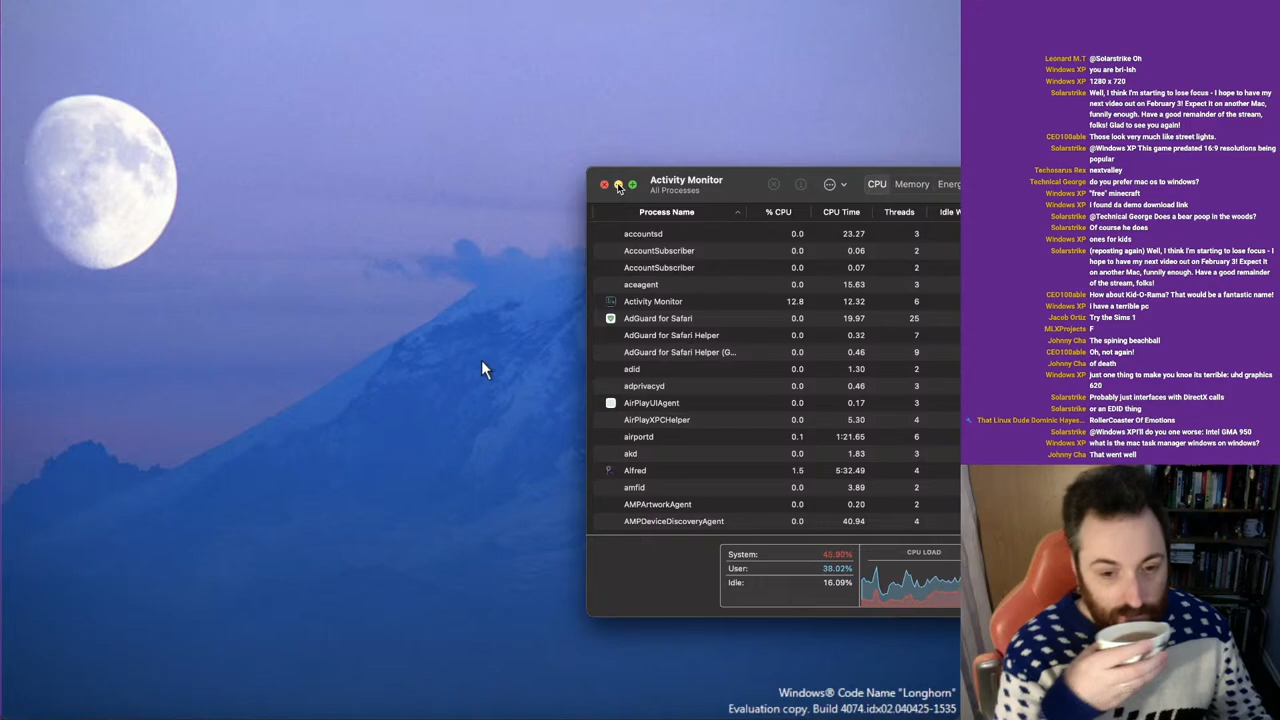 Activity Monitor
All Processes
CPU Memory Energ
Process Name % CPU CPU Time Threads Idle W
accountsd 0.0 23.27 3
AccountSubscriber 0.0 0.06 2
AccountSubscriber 0.0 0.07 2
aceagent 0.0 15.63 3
Activity Monitor 12.8 12.32 6
AdGuard for Safari 0.0 19.97 25
AdGuard for Safari Helper 0.0 0.32 7
AdGuard for Safari Helper (G... 0.0 0.46 9
adid 0.0 1.30 2
adprivacyd 0.0 0.46 3
AirPlayUIAgent 0.0 0.17 3
AirPlayXPCHelper 0.0 5.30 4
airportd 0.1 1:21.65 6
akd 0.0 1.83 3
Alfred 1.5 5:32.49 4
amfid 0.0 3.89 2
AMPArtworkAgent 0.0 0.20 2
AMPDeviceDiscoveryAgent 0.0 40.94 4
System: 45.90%
User: 38.02%
Idle: 16.09%
CPU LOAD
Windows® Code Name "Longhorn"
Evaluation copy. Build 4074.idx02.040425-1535
Leonard M.T @Solarstrike Oh
Windows XP you are bri-ish
Windows XP 1280 x 720
Solarstrike Well, I think I'm starting to lose focus - I hope to have my
next video out on February 3! Expect It on another Mac,
funnily enough. Have a good remainder of the stream,
folks! Glad to see you again!
CEO100able Those look very much like street lights.
Solarstrike @Windows XP This game predated 16:9 resolutions being
popular
Techosarus Rex nextvalley
Technical George do you prefer mac os to windows?
Windows XP "free" minecraft
Windows XP I found da demo download link
Solarstrike @Technical George Does a bear poop in the woods?
Solarstrike Of course he does
Windows XP ones for kids
Solarstrike (reposting again) Well, I think I'm starting to lose focus - I
hope to have my next video out on February 3! Expect It
on another Mac, funnily enough. Have a good remainder
of the stream, folks!
CEO100able How about Kid-O-Rama? That would be a fantastic name!
Windows XP I have a terrible pc
Jacob Ortiz Try the Sims 1
MLXProjects F
Johnny Cha The spining beachball
CEO100able Oh, not again!
Johnny Cha of death
Windows XP just one thing to make you knoe its terrible: uhd graphics
620
Solarstrike Probably just interfaces with DirectX calls
Solarstrike or an EDID thing
That Linux Dude Dominic Hayes... RollerCoaster Of Emotions
Solarstrike @Windows XPI'll do you one worse: Intel GMA 950
Windows XP what is the mac task manager windows on windows?
Johnny Cha That went well